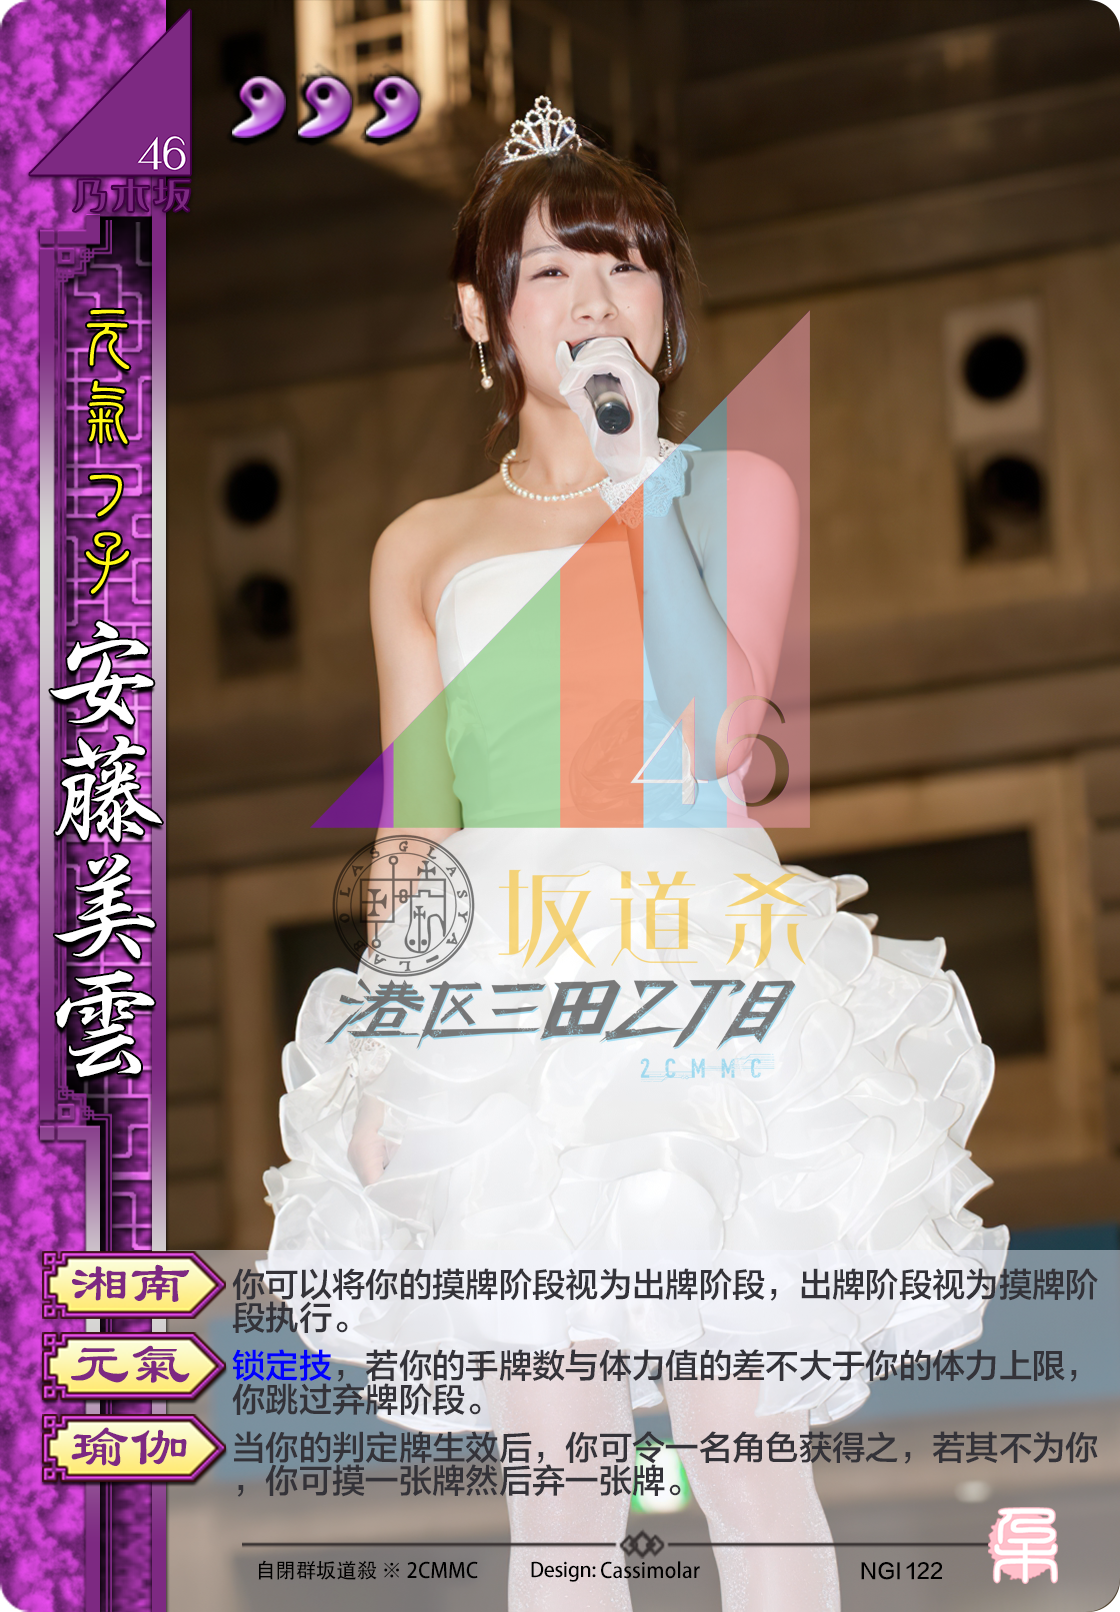 46
乃木坂
元氣っ子
安藤美雲
46
GLASYA-LABOLAS
坂道杀
港区三田2丁目
2CMMC
湘南
你可以将你的摸牌阶段视为出牌阶段，出牌阶段视为摸牌阶
段执行。
元氣
锁定技，若你的手牌数与体力值的差不大于你的体力上限，
你跳过弃牌阶段。
瑜伽
当你的判定牌生效后，你可令一名角色获得之，若其不为你
，你可摸一张牌然后弃一张牌。
自閉群坂道殺 ※ 2CMMC
Design: Cassimolar
NGI 122